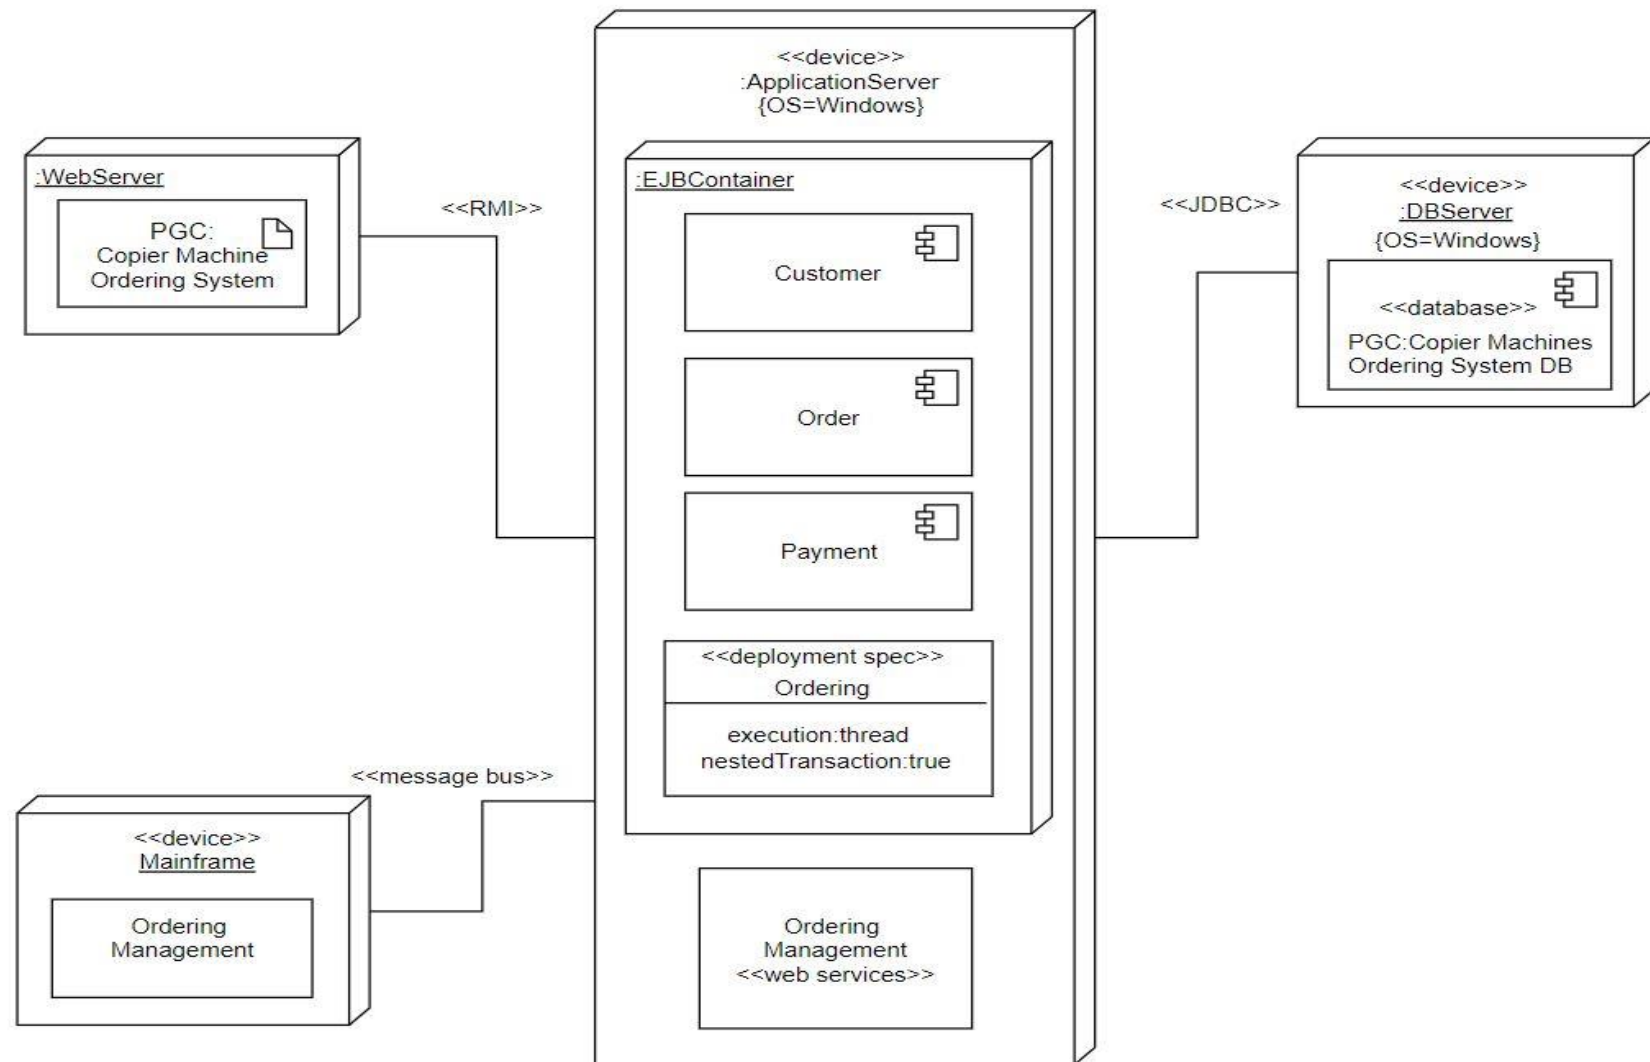 <<device>>
:ApplicationServer
{OS=Windows}
:WebServer
PGC:
Copier Machine
Ordering System
<<RMI>>
:EJBContainer
Customer
Order
Payment
<<deployment spec>>
Ordering
execution:thread
nestedTransaction:true
<<JDBC>>
<<device>>
:DBServer
{OS=Windows}
<<database>>
PGC:Copier Machines
Ordering System DB
<<message bus>>
<<device>>
Mainframe
Ordering
Management
Ordering
Management
<<web services>>